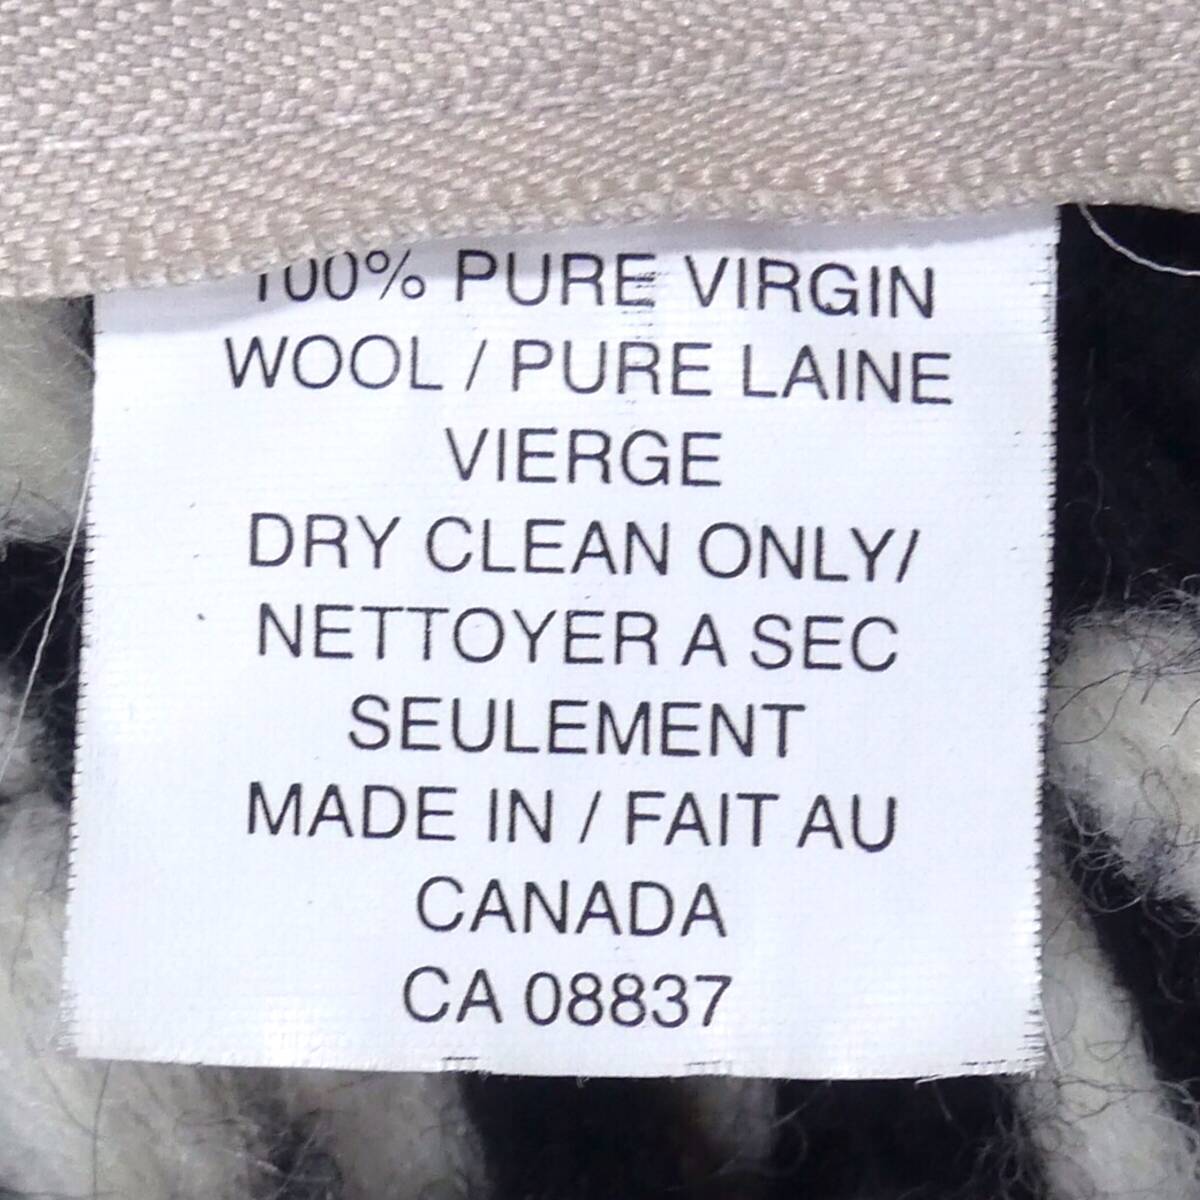 100% PURE VIRGIN
WOOL / PURE LAINE
VIERGE
DRY CLEAN ONLY/
NETTOYER A SEC
SEULEMENT
MADE IN / FAIT AU
CANADA
CA 08837